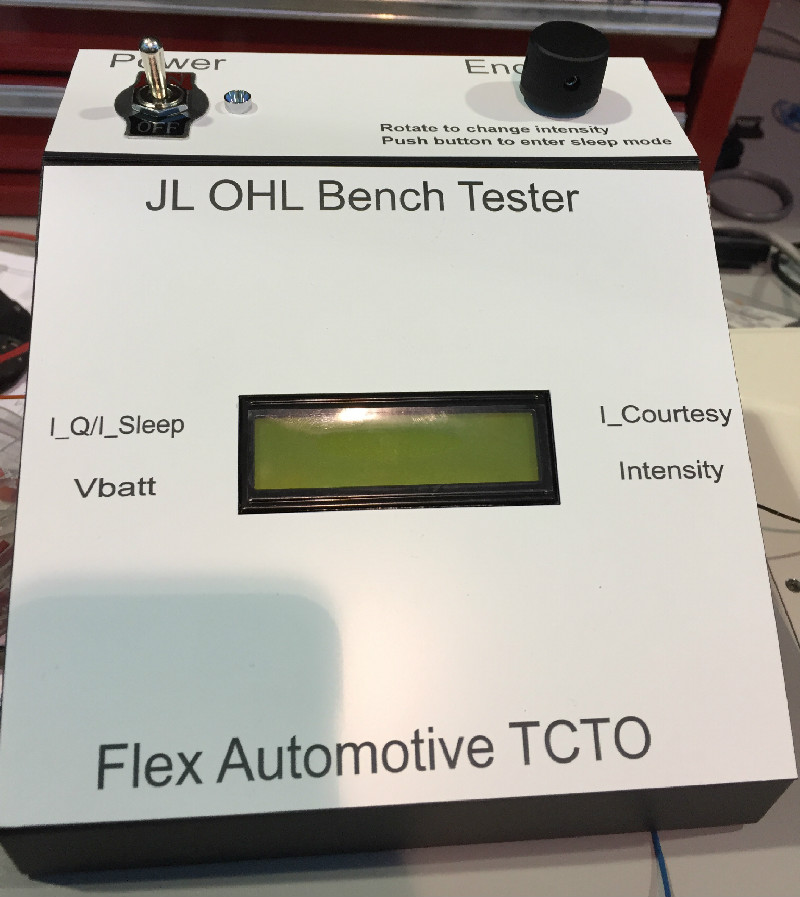 Power
OFF
Rotate to change intensity
Push button to enter sleep mode
JL OHL Bench Tester
I_Q/I_Sleep
I_Courtesy
Vbatt
Intensity
Flex Automotive TCTO